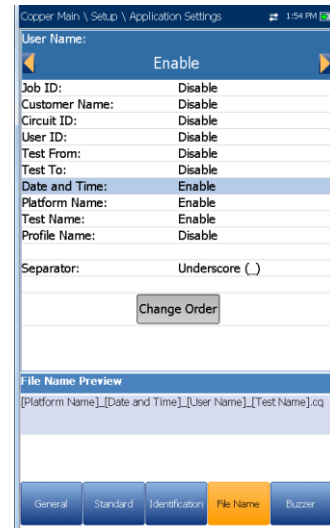 Copper Main \ Setup \ Application Settings 1:54 PM
User Name:
Enable
Job ID: Disable
Customer Name: Disable
Circuit ID: Disable
User ID: Disable
Test From: Disable
Test To: Disable
Date and Time: Enable
Platform Name: Enable
Test Name: Enable
Profile Name: Disable
Separator: Underscore (_)
Change Order
File Name Preview
[Platform Name]_[Date and Time]_[User Name]_[Test Name].cq
General Standard Identification File Name Buzzer